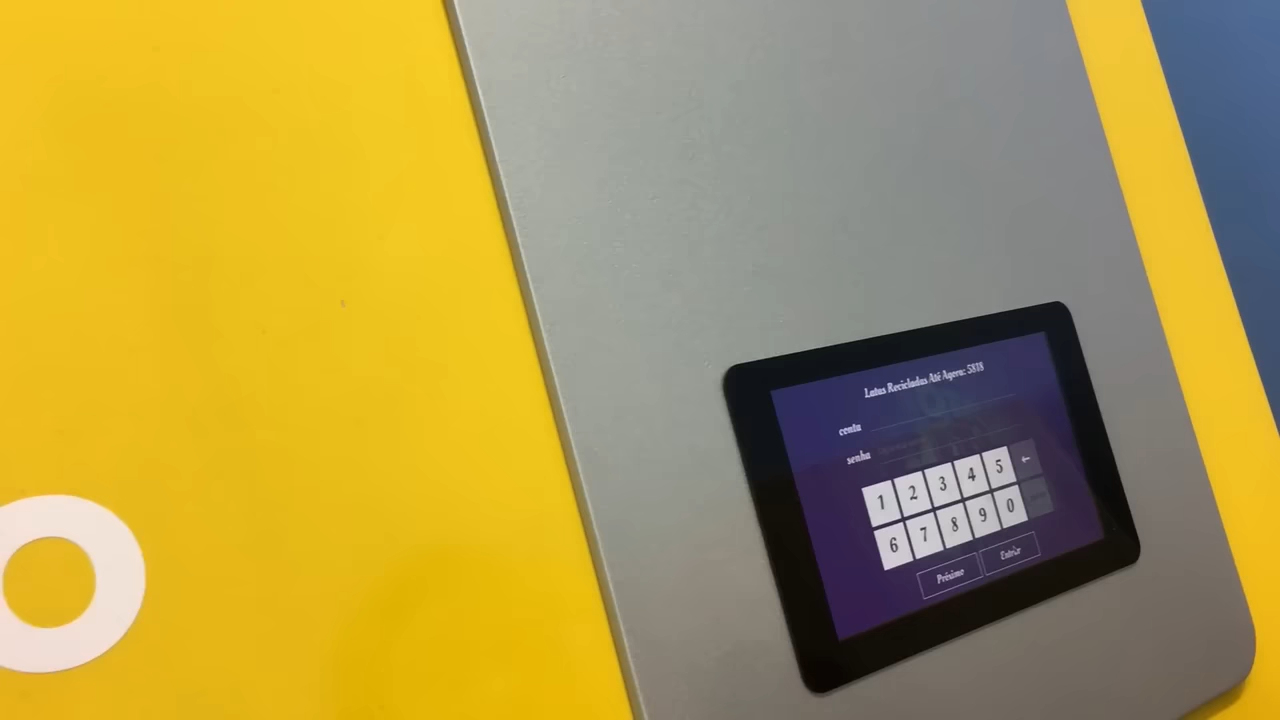 Latas Recicladas Até Agora: 5818
conta
senha
1 2 3 4 5 ←
6 7 8 9 0
Próximo Entrar